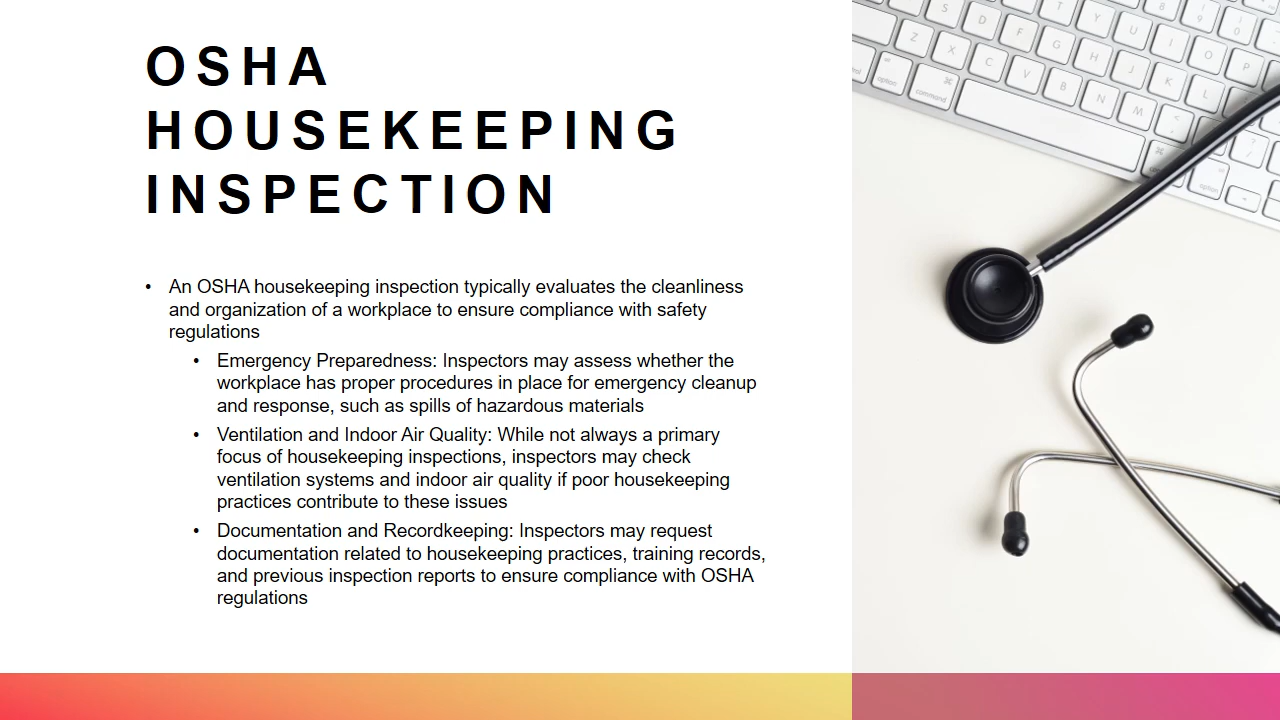 OSHA
HOUSEKEEPING
INSPECTION
• An OSHA housekeeping inspection typically evaluates the cleanliness
and organization of a workplace to ensure compliance with safety
regulations
• Emergency Preparedness: Inspectors may assess whether the
workplace has proper procedures in place for emergency cleanup
and response, such as spills of hazardous materials
• Ventilation and Indoor Air Quality: While not always a primary
focus of housekeeping inspections, inspectors may check
ventilation systems and indoor air quality if poor housekeeping
practices contribute to these issues
• Documentation and Recordkeeping: Inspectors may request
documentation related to housekeeping practices, training records,
and previous inspection reports to ensure compliance with OSHA
regulations
S D F G H J K L
Z X C V B N M
option command
option